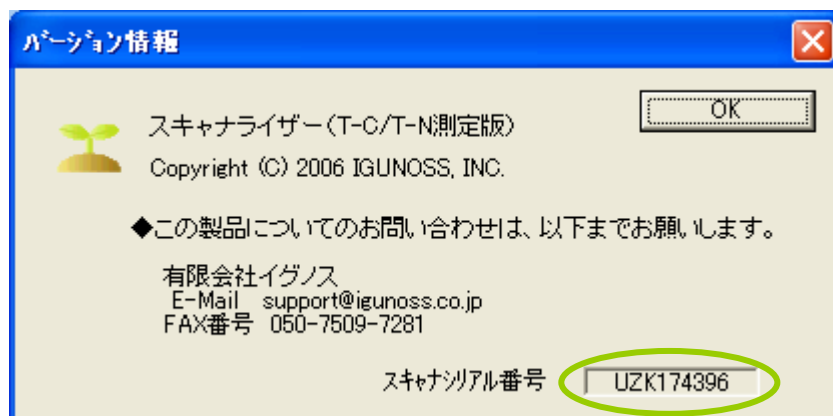 バージョン情報
スキャナライザー(T-C/T-N測定版)
OK
Copyright (C) 2006 IGUNOSS, INC.
◆この製品についてのお問い合わせは、以下までお願いします。
有限会社イグノス
E-Mail support@igunoss.co.jp
FAX番号 050-7509-7281
スキャナシリアル番号 UZK174396